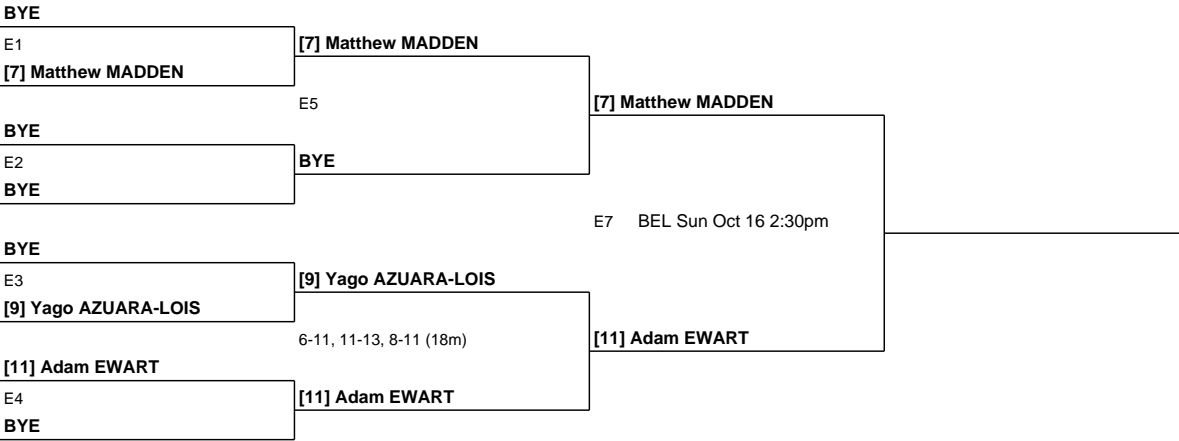 BYE
E1
[7] Matthew MADDEN
[7] Matthew MADDEN
E5
[7] Matthew MADDEN
BYE
E2
BYE
BYE
E7 BEL Sun Oct 16 2:30pm
BYE
E3
[9] Yago AZUARA-LOIS
[9] Yago AZUARA-LOIS
6-11, 11-13, 8-11 (18m)
[11] Adam EWART
[11] Adam EWART
E4
[11] Adam EWART
BYE